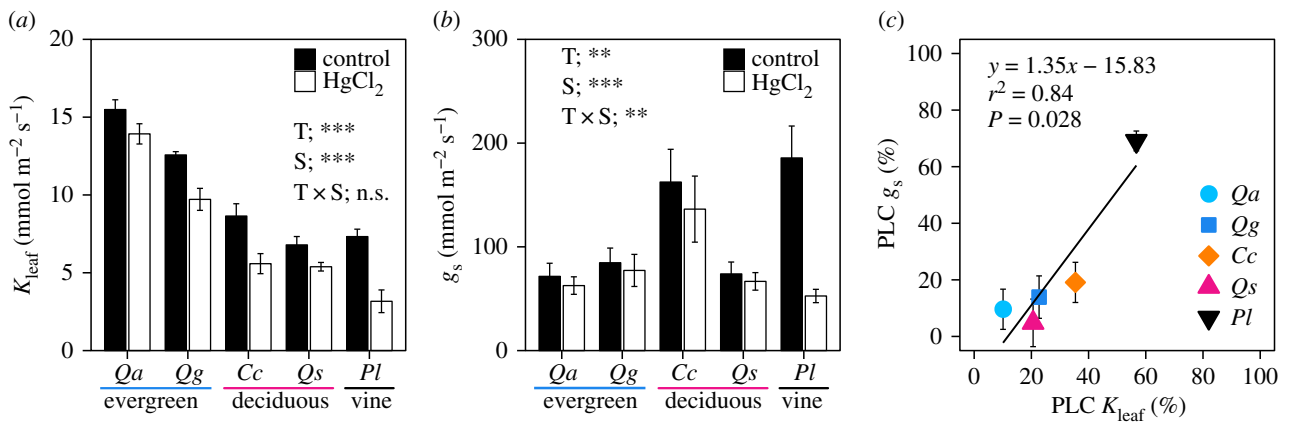 (a)
20
15
10
5
0
K_leaf (mmol m⁻² s⁻¹)
control
HgCl₂
T; ***
S; ***
T × S; n.s.
Qa Qg Cc Qs Pl
evergreen deciduous vine
(b)
300
200
100
0
g_s (mmol m⁻² s⁻¹)
control
HgCl₂
T; **
S; ***
T × S; **
Qa Qg Cc Qs Pl
evergreen deciduous vine
(c)
100
80
60
40
20
0
PLC g_s (%)
y = 1.35x − 15.83
r² = 0.84
P = 0.028
Qa
Qg
Cc
Qs
Pl
0 20 40 60 80 100
PLC K_leaf (%)